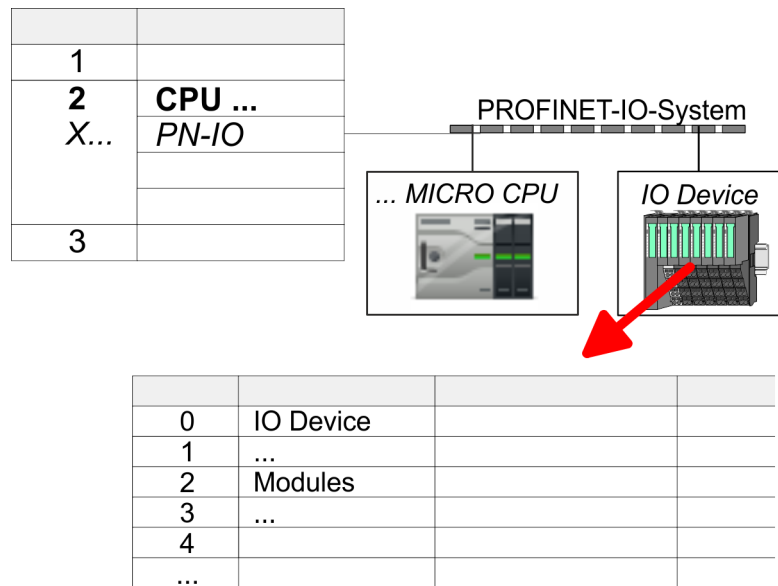 1
2 CPU ...
X... PN-IO
3
PROFINET-IO-System
... MICRO CPU
IO Device
0 IO Device
1 ...
2 Modules
3 ...
4
...